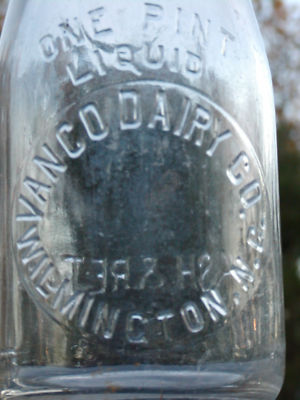 ONE PINT
LIQUID
VANCO DAIRY CO.
WILMINGTON, N.C.